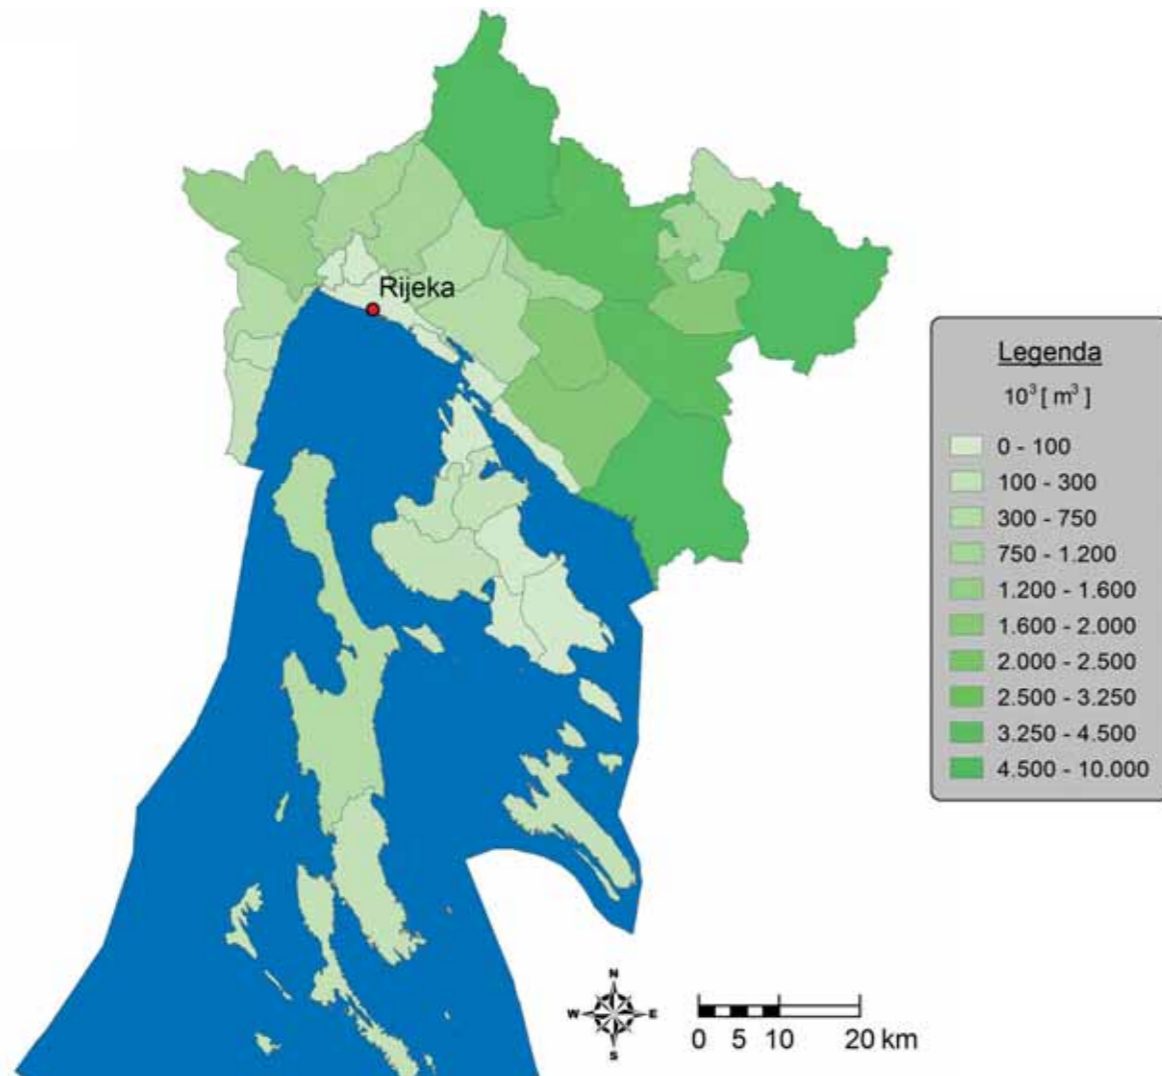 Rijeka
Legenda
10³ [ m³ ]
0 - 100
100 - 300
300 - 750
750 - 1.200
1.200 - 1.600
1.600 - 2.000
2.000 - 2.500
2.500 - 3.250
3.250 - 4.500
4.500 - 10.000
N
W E
S
0 5 10 20 km